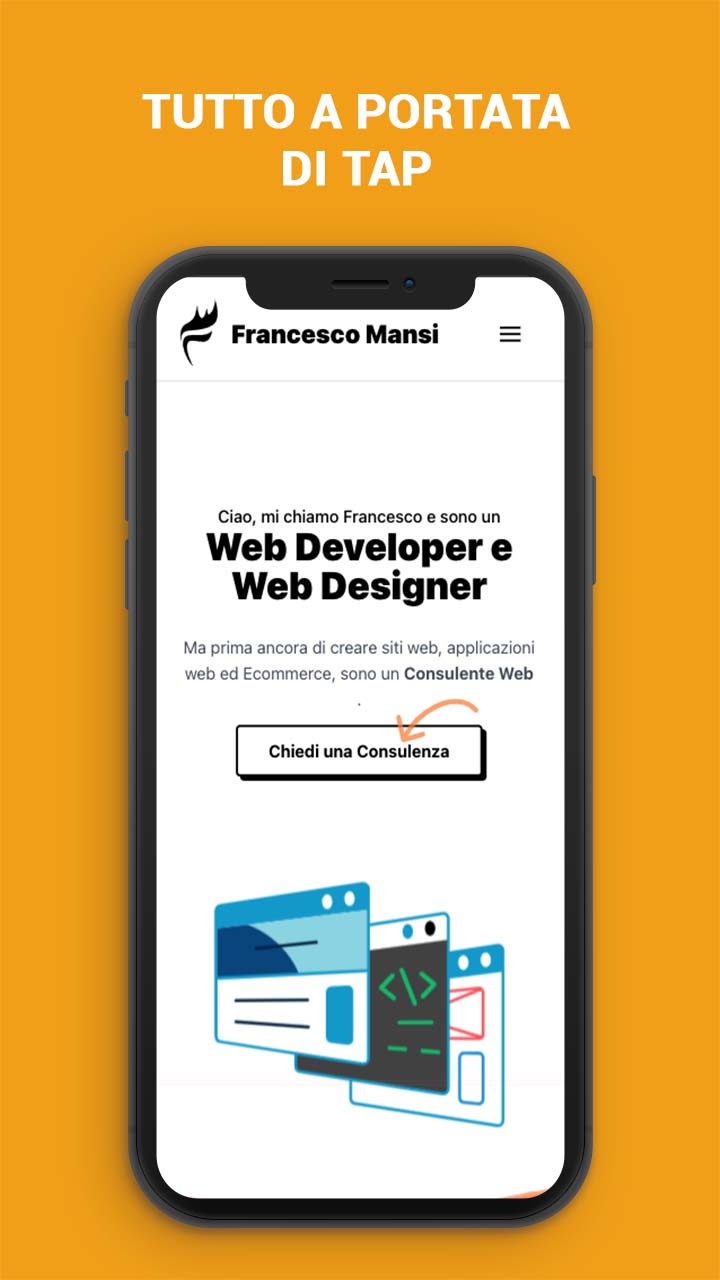 TUTTO A PORTATA
DI TAP
Francesco Mansi
Ciao, mi chiamo Francesco e sono un
Web Developer e
Web Designer
Ma prima ancora di creare siti web, applicazioni
web ed Ecommerce, sono un Consulente Web
.
Chiedi una Consulenza
</>